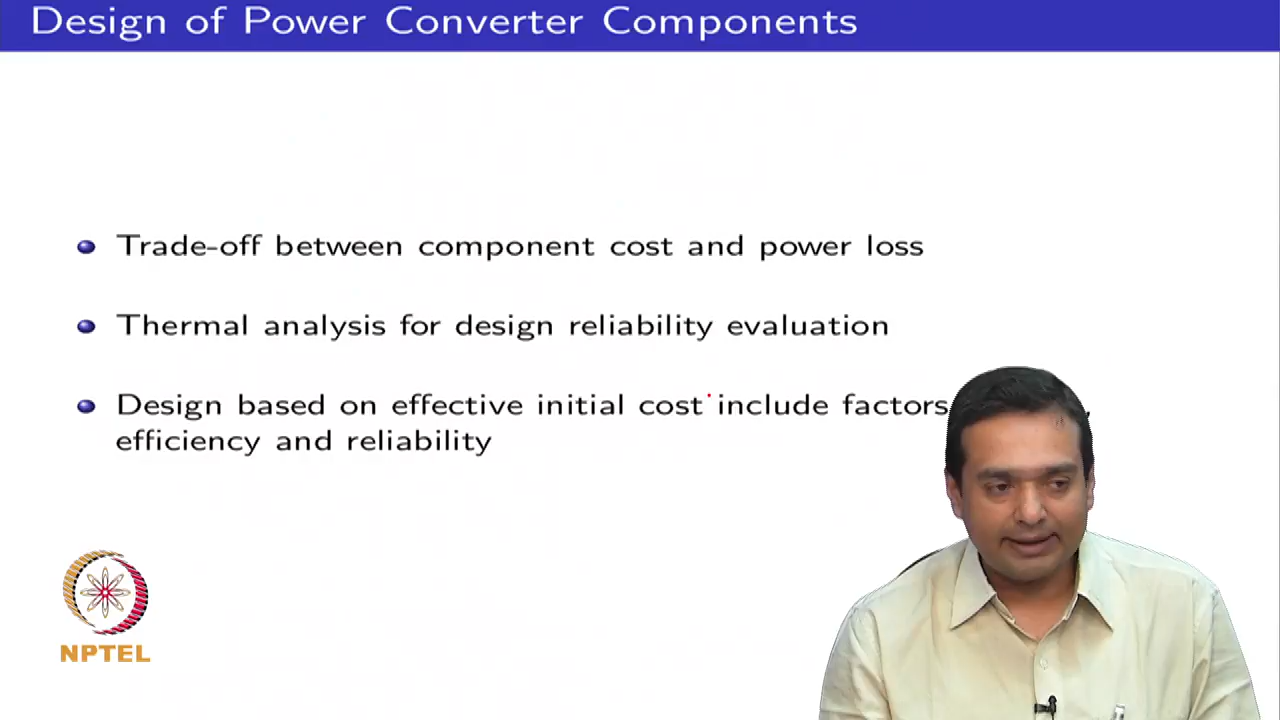 Design of Power Converter Components
Trade-off between component cost and power loss
Thermal analysis for design reliability evaluation
Design based on effective initial cost include factors
efficiency and reliability
NPTEL